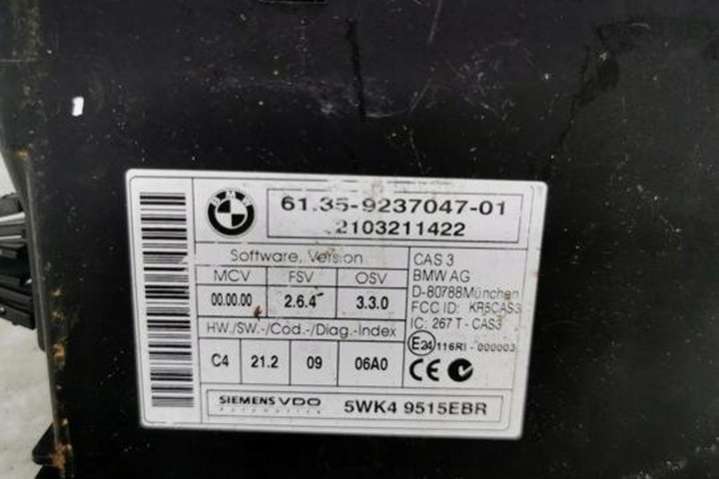 BMW
61.35-9237047-01
2103211422
Software, Version
MCV FSV OSV
00.00.00 2.6.4 3.3.0
HW./SW.-/Cod.-/Diag.-Index
C4 21.2 09 06A0
CAS 3
BMW AG
D-80788München
FCC ID: KR5CAS3
IC: 267 T - CAS3
E24 116RI - 000003
CE
SIEMENS VDO
Automotive
5WK4 9515EBR